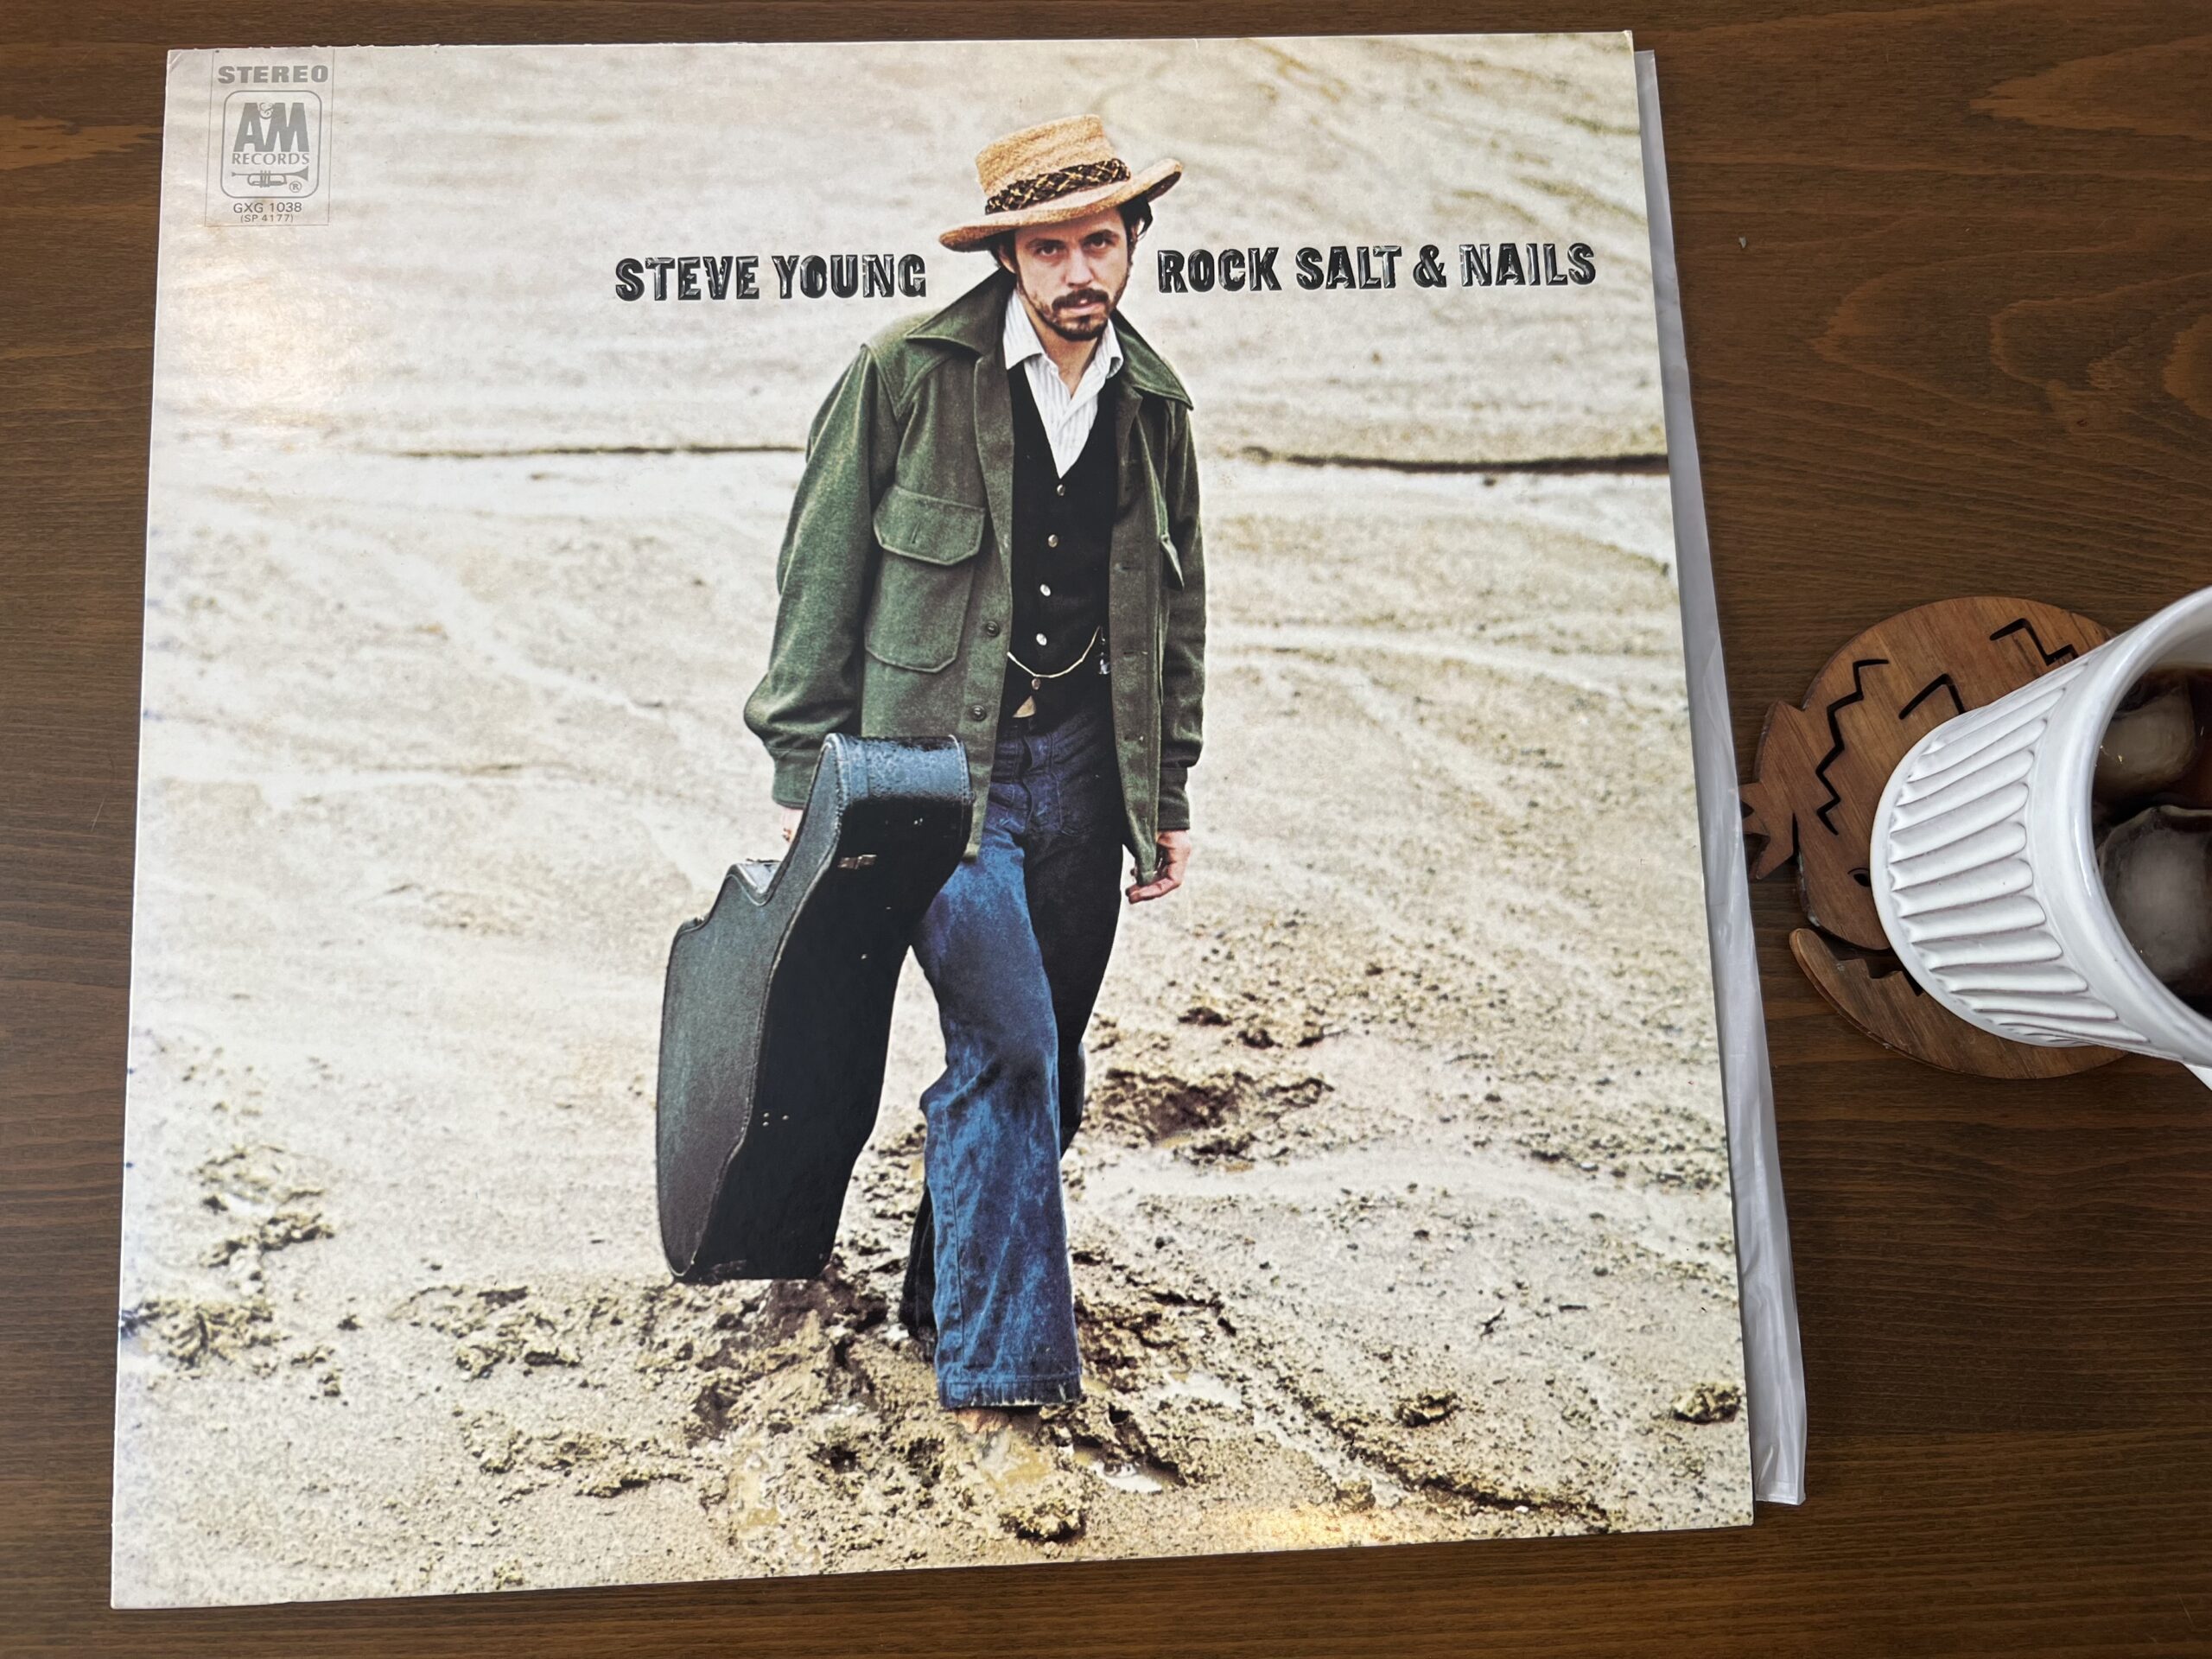 STEREO
A&M
RECORDS
®
GXG 1038
(SP 4177)
STEVE YOUNG ROCK SALT & NAILS